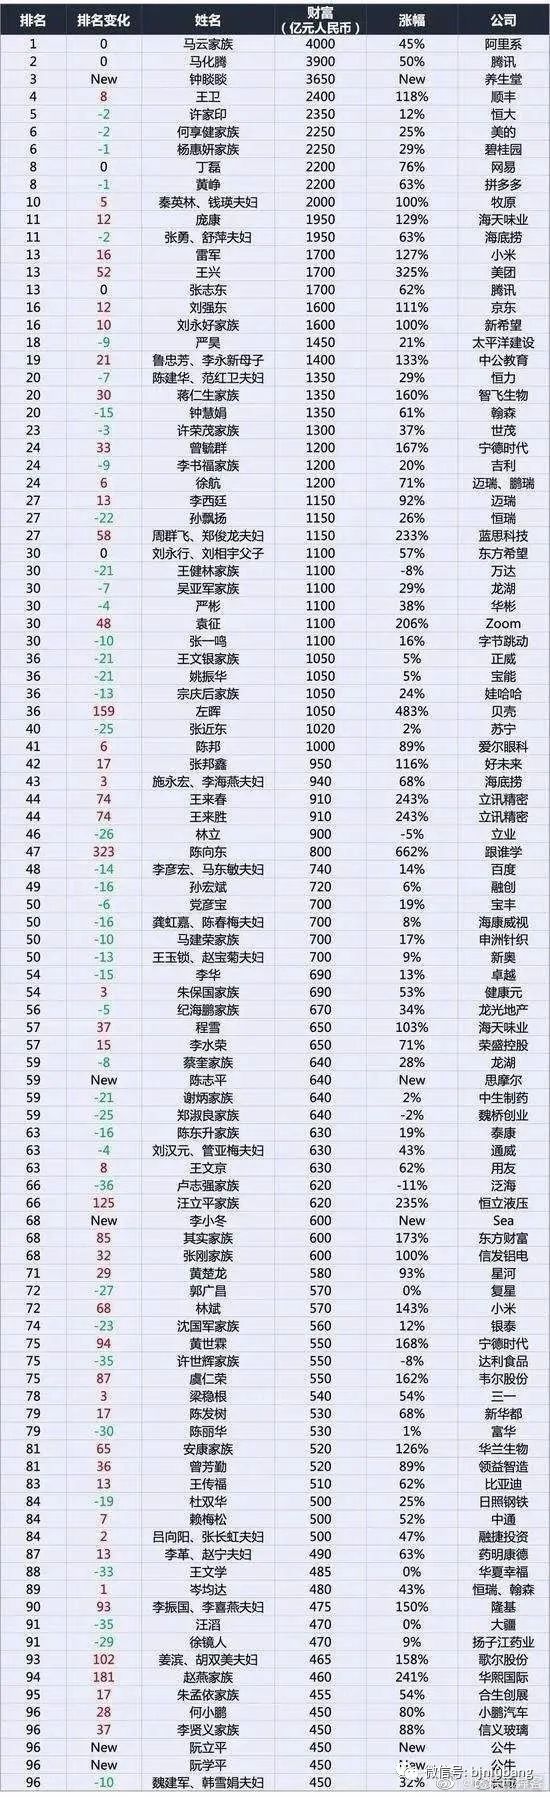 排名 排名变化 姓名 财富（亿元人民币） 涨幅 公司
1 0 马云家族 4000 45% 阿里系
2 0 马化腾 3900 50% 腾讯
3 New 钟睒睒 3650 New 养生堂
4 8 王卫 2400 118% 顺丰
5 -2 许家印 2350 12% 恒大
6 -2 何享健家族 2250 25% 美的
6 -1 杨惠妍家族 2250 29% 碧桂园
8 0 丁磊 2200 76% 网易
8 -1 黄峥 2200 63% 拼多多
10 5 秦英林、钱瑛夫妇 2000 100% 牧原
11 12 庞康 1950 129% 海天味业
11 -2 张勇、舒萍夫妇 1950 63% 海底捞
13 16 雷军 1700 127% 小米
13 52 王兴 1700 325% 美团
13 0 张志东 1700 62% 腾讯
16 12 刘强东 1600 111% 京东
16 10 刘永好家族 1600 100% 新希望
18 -9 严昊 1450 21% 太平洋建设
19 21 鲁忠芳、李永新母子 1400 133% 中公教育
20 -7 陈建华、范红卫夫妇 1350 29% 恒力
20 30 蒋仁生家族 1350 160% 智飞生物
20 -15 钟慧娟 1350 61% 翰森
23 -3 许荣茂家族 1300 37% 世茂
24 33 曾毓群 1200 167% 宁德时代
24 -9 李书福家族 1200 20% 吉利
24 6 徐航 1200 71% 迈瑞、鹏瑞
27 13 李西廷 1150 92% 迈瑞
27 -22 孙飘扬 1150 26% 恒瑞
27 58 周群飞、郑俊龙夫妇 1150 233% 蓝思科技
30 0 刘永行、刘相宇父子 1100 57% 东方希望
30 -21 王健林家族 1100 -8% 万达
30 -7 吴亚军家族 1100 29% 龙湖
30 -4 严彬 1100 38% 华彬
30 48 袁征 1100 206% Zoom
30 -10 张一鸣 1100 16% 字节跳动
36 -21 王文银家族 1050 5% 正威
36 -21 姚振华 1050 5% 宝能
36 -13 宗庆后家族 1050 24% 娃哈哈
36 159 左晖 1050 483% 贝壳
40 -25 张近东 1020 2% 苏宁
41 6 陈邦 1000 89% 爱尔眼科
42 17 张邦鑫 950 116% 好未来
43 3 施永宏、李海燕夫妇 940 68% 海底捞
44 74 王来春 910 243% 立讯精密
44 74 王来胜 910 243% 立讯精密
46 -26 林立 900 -5% 立业
47 323 陈向东 800 662% 跟谁学
48 -14 李彦宏、马东敏夫妇 740 14% 百度
49 -16 孙宏斌 720 6% 融创
50 -6 党彦宝 700 19% 宝丰
50 -16 龚虹嘉、陈春梅夫妇 700 8% 海康威视
50 -10 马建荣家族 700 17% 申洲针织
50 -13 王玉锁、赵宝菊夫妇 700 9% 新奥
54 -15 李华 690 13% 卓越
54 3 朱保国家族 690 53% 健康元
56 -5 纪海鹏家族 670 34% 龙光地产
57 37 程雪 650 103% 海天味业
57 15 李水荣 650 71% 荣盛控股
59 -8 蔡奎家族 640 28% 龙湖
59 New 陈志平 640 New 思摩尔
59 -21 谢炳家族 640 2% 中生制药
59 -25 郑淑良家族 640 -2% 魏桥创业
63 -16 陈东升家族 630 19% 泰康
63 -4 刘汉元、管亚梅夫妇 630 43% 通威
63 8 王文京 630 62% 用友
66 -36 卢志强家族 620 -11% 泛海
66 125 汪立平家族 620 235% 恒立液压
68 New 李小冬 600 New Sea
68 85 其实家族 600 173% 东方财富
68 32 张刚家族 600 100% 信发铝电
71 29 黄楚龙 580 93% 星河
72 -27 郭广昌 570 0% 复星
72 68 林斌 570 143% 小米
74 -23 沈国军家族 560 12% 银泰
75 94 黄世霖 550 168% 宁德时代
75 -35 许世辉家族 550 -8% 达利食品
75 87 虞仁荣 550 162% 韦尔股份
78 3 梁稳根 540 54% 三一
79 17 陈发树 530 68% 新华都
79 -30 陈丽华 530 1% 富华
81 65 安康家族 520 126% 华兰生物
81 36 曾芳勤 520 89% 领益智造
83 13 王传福 510 62% 比亚迪
84 -19 杜双华 500 25% 日照钢铁
84 7 赖梅松 500 52% 中通
84 2 吕向阳、张长虹夫妇 500 47% 融捷投资
87 13 李革、赵宁夫妇 490 63% 药明康德
88 -33 王文学 485 0% 华夏幸福
89 1 岑均达 480 43% 恒瑞、翰森
90 93 李振国、李喜燕夫妇 475 150% 隆基
91 -35 汪滔 470 0% 大疆
91 -29 徐镜人 470 9% 扬子江药业
93 102 姜滨、胡双美夫妇 465 158% 歌尔股份
94 181 赵燕家族 460 241% 华熙国际
95 17 朱孟依家族 455 54% 合生创展
96 28 何小鹏 450 80% 小鹏汽车
96 37 李贤义家族 450 88% 信义玻璃
96 New 阮立平 450 New 公牛
96 New 阮学平 450 New 公牛
微信号: bjnigbang
96 -10 魏建军、韩雪娟夫妇 450 32%